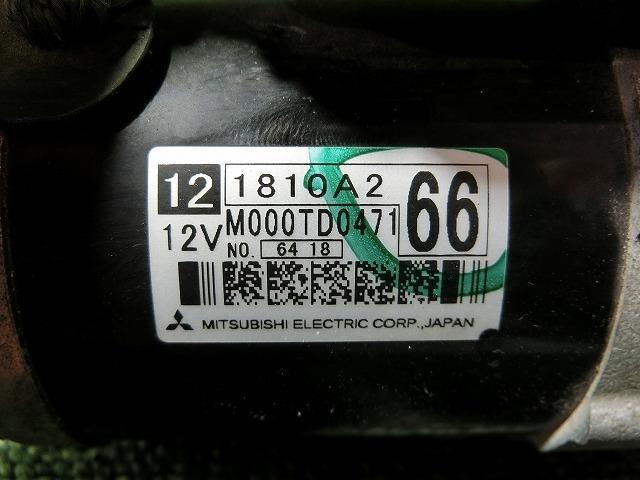 12 1810A2 66
12V M000TD0471
NO. 64 18
MITSUBISHI ELECTRIC CORP.,JAPAN